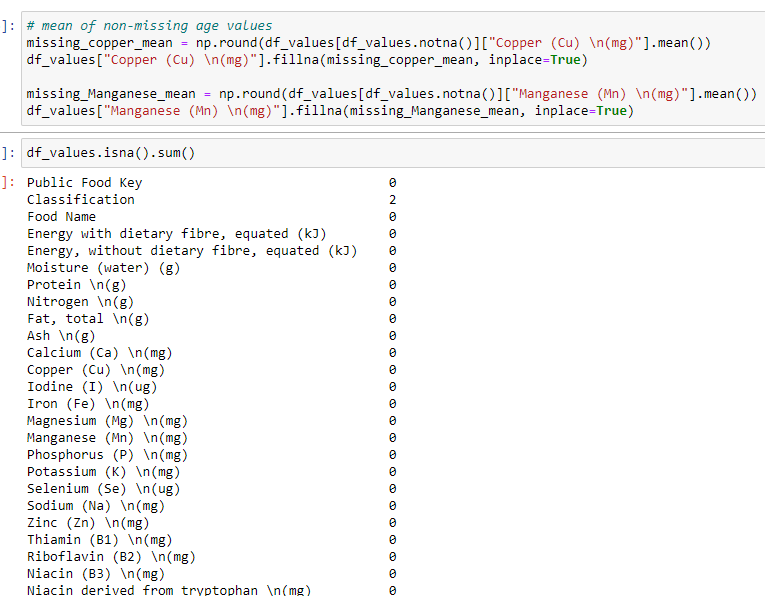 ]: # mean of non-missing age values
missing_copper_mean = np.round(df_values[df_values.notna()]["Copper (Cu) \n(mg)"].mean())
df_values["Copper (Cu) \n(mg)"].fillna(missing_copper_mean, inplace=True)
missing_Manganese_mean = np.round(df_values[df_values.notna()]["Manganese (Mn) \n(mg)"].mean())
df_values["Manganese (Mn) \n(mg)"].fillna(missing_Manganese_mean, inplace=True)
]: df_values.isna().sum()
]: Public Food Key 0
Classification 2
Food Name 0
Energy with dietary fibre, equated (kJ) 0
Energy, without dietary fibre, equated (kJ) 0
Moisture (water) (g) 0
Protein \n(g) 0
Nitrogen \n(g) 0
Fat, total \n(g) 0
Ash \n(g) 0
Calcium (Ca) \n(mg) 0
Copper (Cu) \n(mg) 0
Iodine (I) \n(ug) 0
Iron (Fe) \n(mg) 0
Magnesium (Mg) \n(mg) 0
Manganese (Mn) \n(mg) 0
Phosphorus (P) \n(mg) 0
Potassium (K) \n(mg) 0
Selenium (Se) \n(ug) 0
Sodium (Na) \n(mg) 0
Zinc (Zn) \n(mg) 0
Thiamin (B1) \n(mg) 0
Riboflavin (B2) \n(mg) 0
Niacin (B3) \n(mg) 0
Niacin derived from tryptophan \n(mg) 0